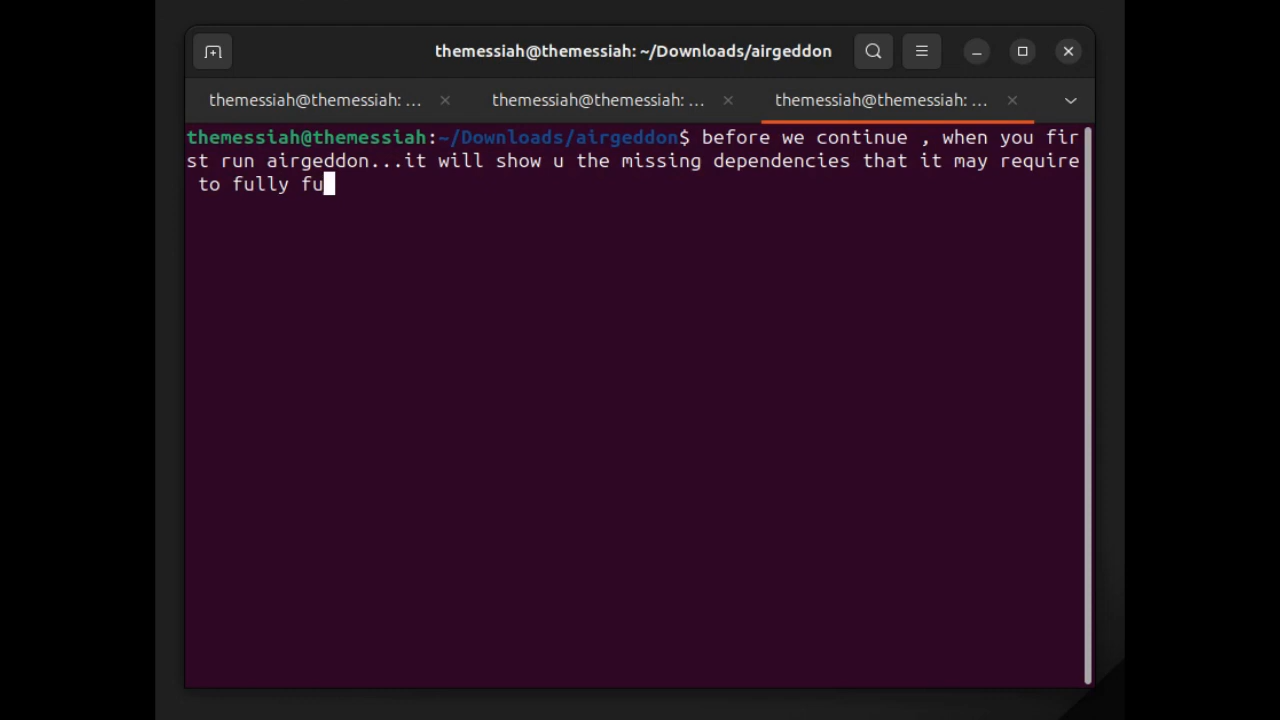 themessiah@themessiah: ~/Downloads/airgeddon
themessiah@themessiah: ...
themessiah@themessiah: ...
themessiah@themessiah: ...
themessiah@themessiah:~/Downloads/airgeddon$ before we continue , when you fir
st run airgeddon...it will show u the missing dependencies that it may require
to fully fu